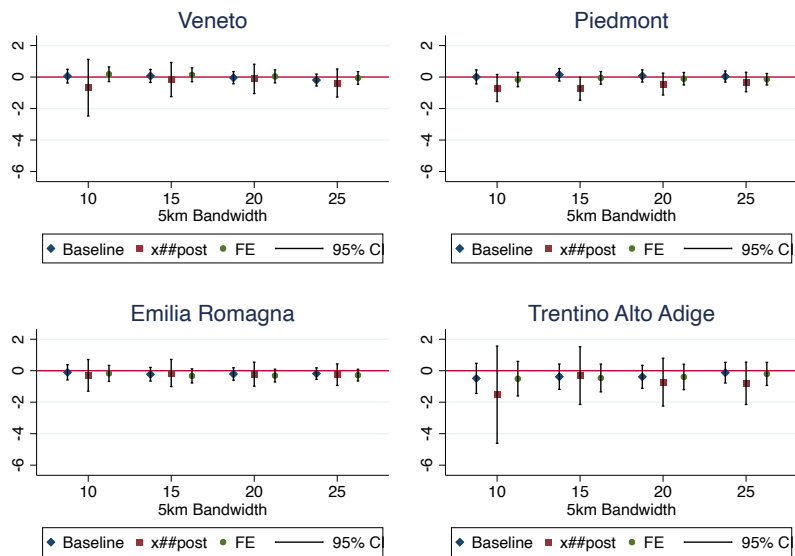 Veneto
2
0
-2
-4
-6
10 15 20 25
5km Bandwidth
Baseline x##post FE 95% CI
Piedmont
2
0
-2
-4
-6
10 15 20 25
5km Bandwidth
Baseline x##post FE 95% CI
Emilia Romagna
2
0
-2
-4
-6
10 15 20 25
5km Bandwidth
Baseline x##post FE 95% CI
Trentino Alto Adige
2
0
-2
-4
-6
10 15 20 25
5km Bandwidth
Baseline x##post FE 95% CI